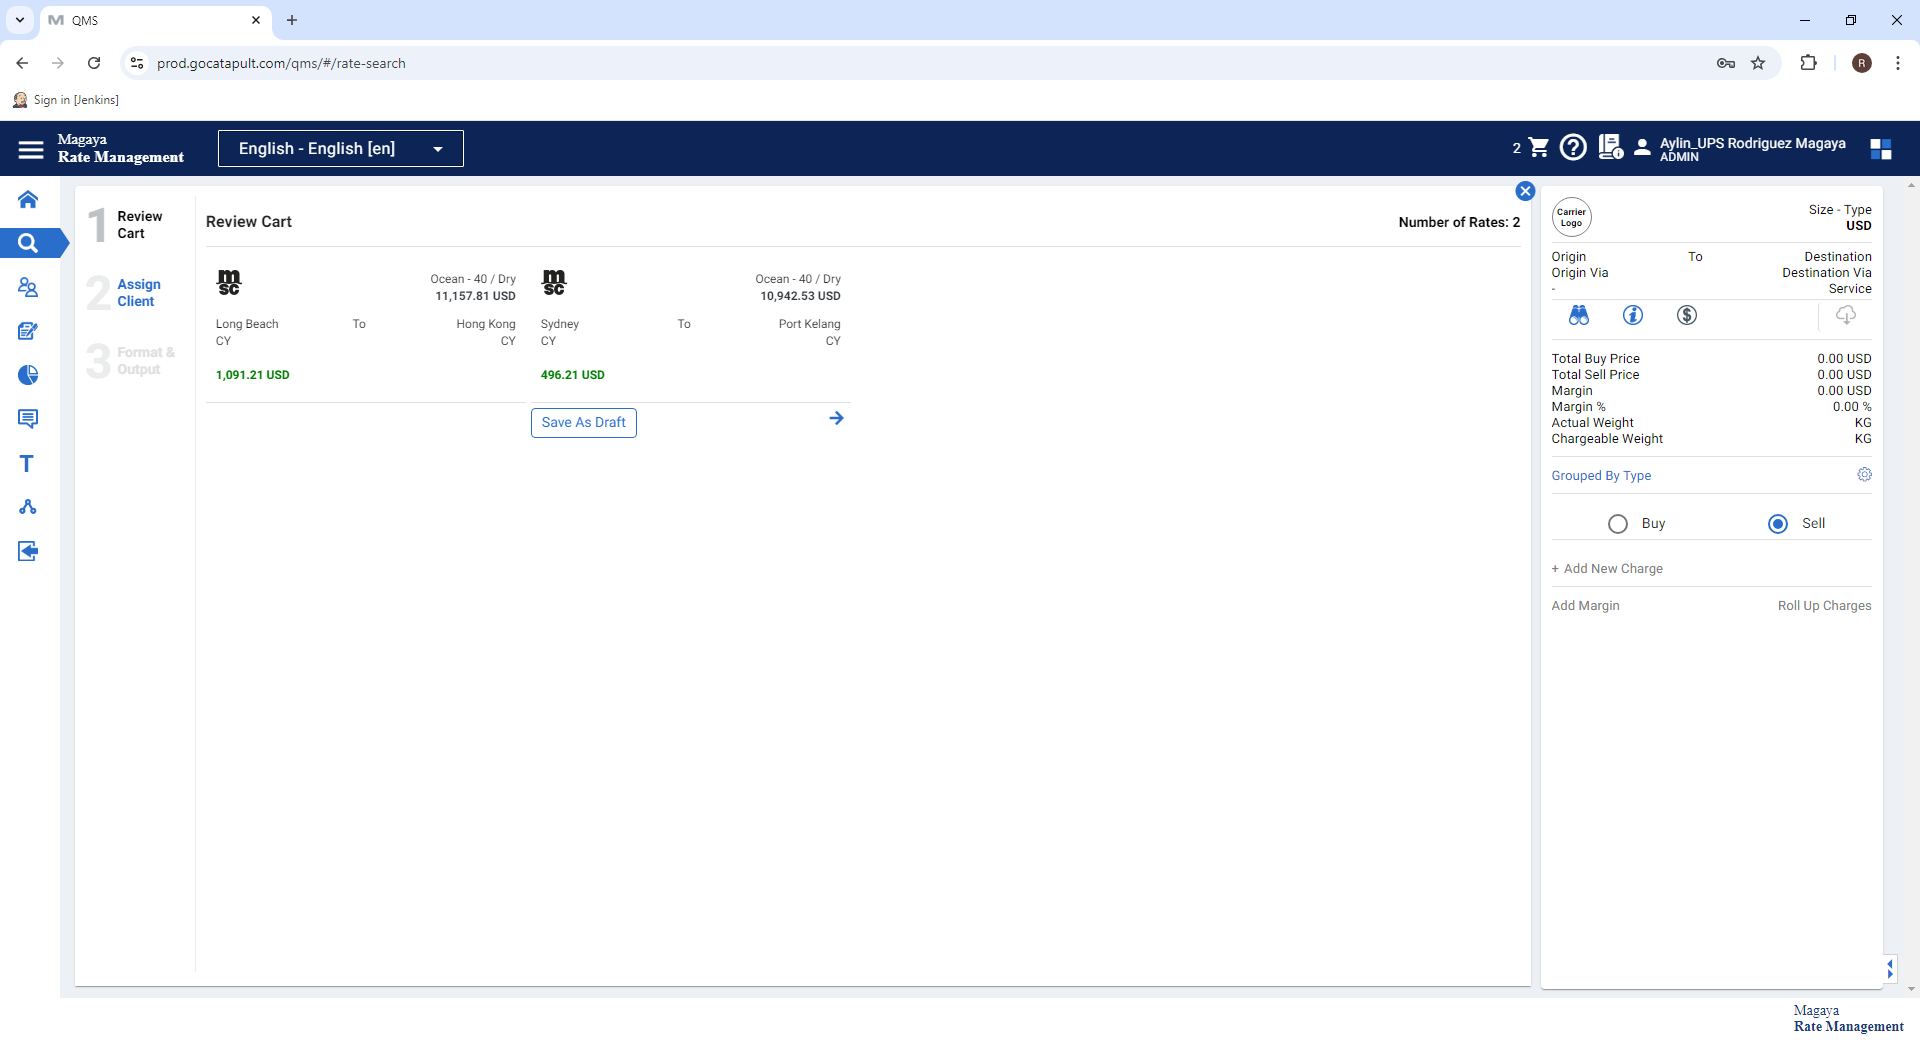 QMS
prod.gocatapult.com/qms/#/rate-search
R
Sign in [Jenkins]
Magaya
Rate Management
English - English [en]
2
Aylin_UPS Rodriguez Magaya
ADMIN
1 Review Cart
2 Assign Client
3 Format & Output
Review Cart
Number of Rates: 2
m
sc
Ocean - 40 / Dry
11,157.81 USD
Long Beach To Hong Kong
CY CY
1,091.21 USD
m
sc
Ocean - 40 / Dry
10,942.53 USD
Sydney To Port Kelang
CY CY
496.21 USD
Save As Draft
Carrier
Logo
Size - Type
USD
Origin To Destination
Origin Via Destination Via
- Service
Total Buy Price 0.00 USD
Total Sell Price 0.00 USD
Margin 0.00 USD
Margin % 0.00 %
Actual Weight KG
Chargeable Weight KG
Grouped By Type
Buy Sell
+ Add New Charge
Add Margin Roll Up Charges
Magaya
Rate Management